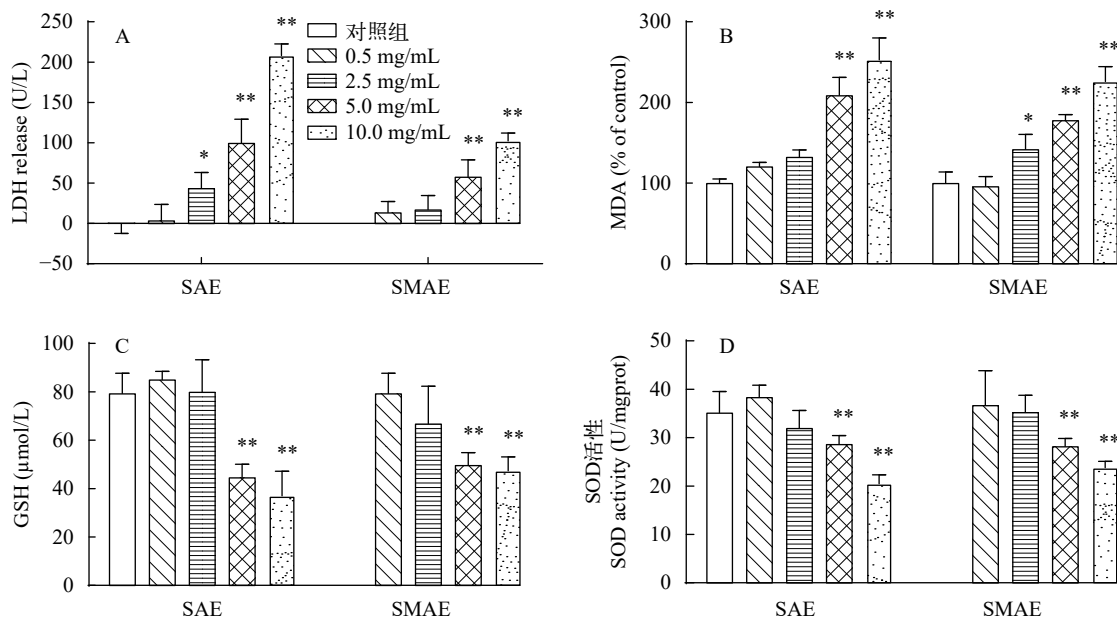 A
LDH release (U/L)
250
200
150
100
50
0
−50
** 
**
*
**
**
对照组
0.5 mg/mL
2.5 mg/mL
5.0 mg/mL
10.0 mg/mL
SAE
SMAE
B
MDA (% of control)
300
200
100
0
**
**
*
**
**
SAE
SMAE
C
GSH (μmol/L)
100
80
60
40
20
0
**
**
**
**
SAE
SMAE
D
SOD活性
SOD activity (U/mgprot)
50
40
30
20
10
0
**
**
**
**
SAE
SMAE